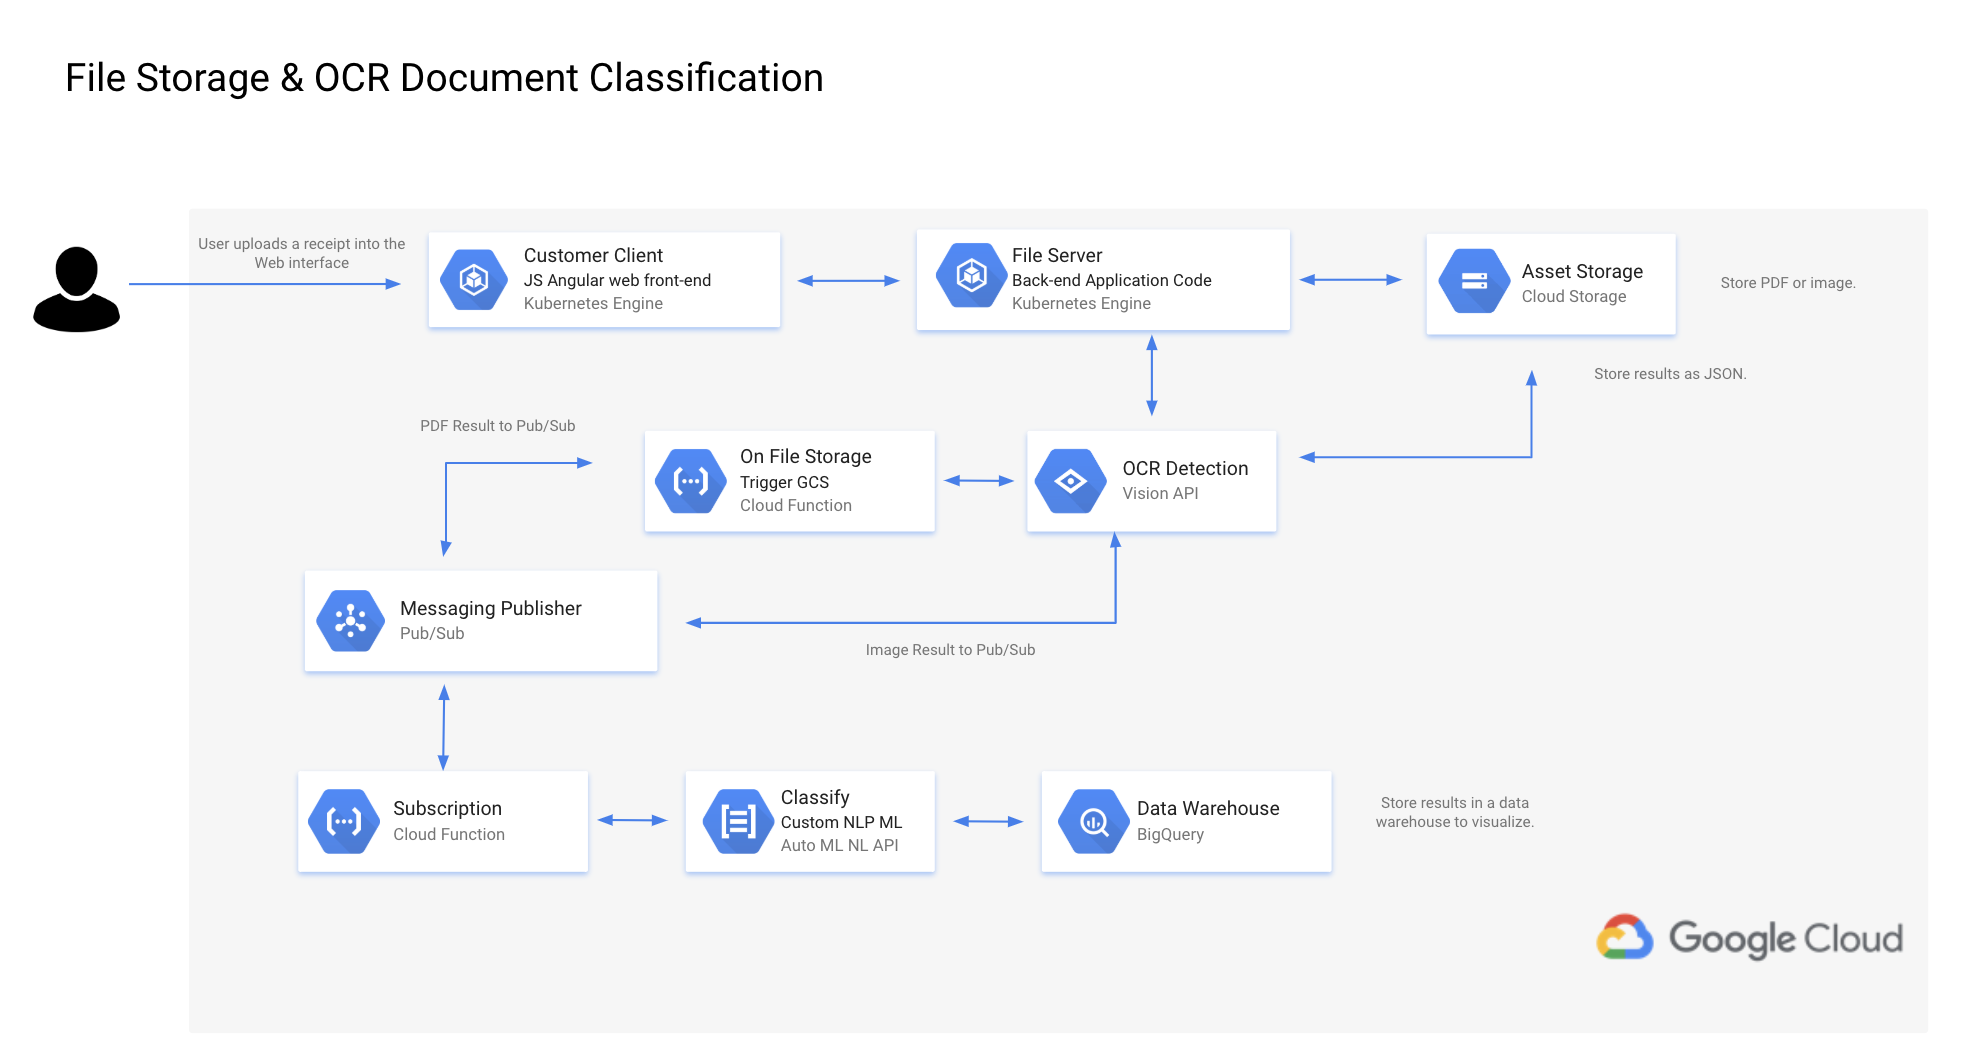 File Storage & OCR Document Classification
User uploads a receipt into the
Web interface
Customer Client
JS Angular web front-end
Kubernetes Engine
File Server
Back-end Application Code
Kubernetes Engine
Asset Storage
Cloud Storage
Store PDF or image.
Store results as JSON.
PDF Result to Pub/Sub
On File Storage
Trigger GCS
Cloud Function
OCR Detection
Vision API
Messaging Publisher
Pub/Sub
Image Result to Pub/Sub
Subscription
Cloud Function
Classify
Custom NLP ML
Auto ML NL API
Data Warehouse
BigQuery
Store results in a data
warehouse to visualize.
Google Cloud